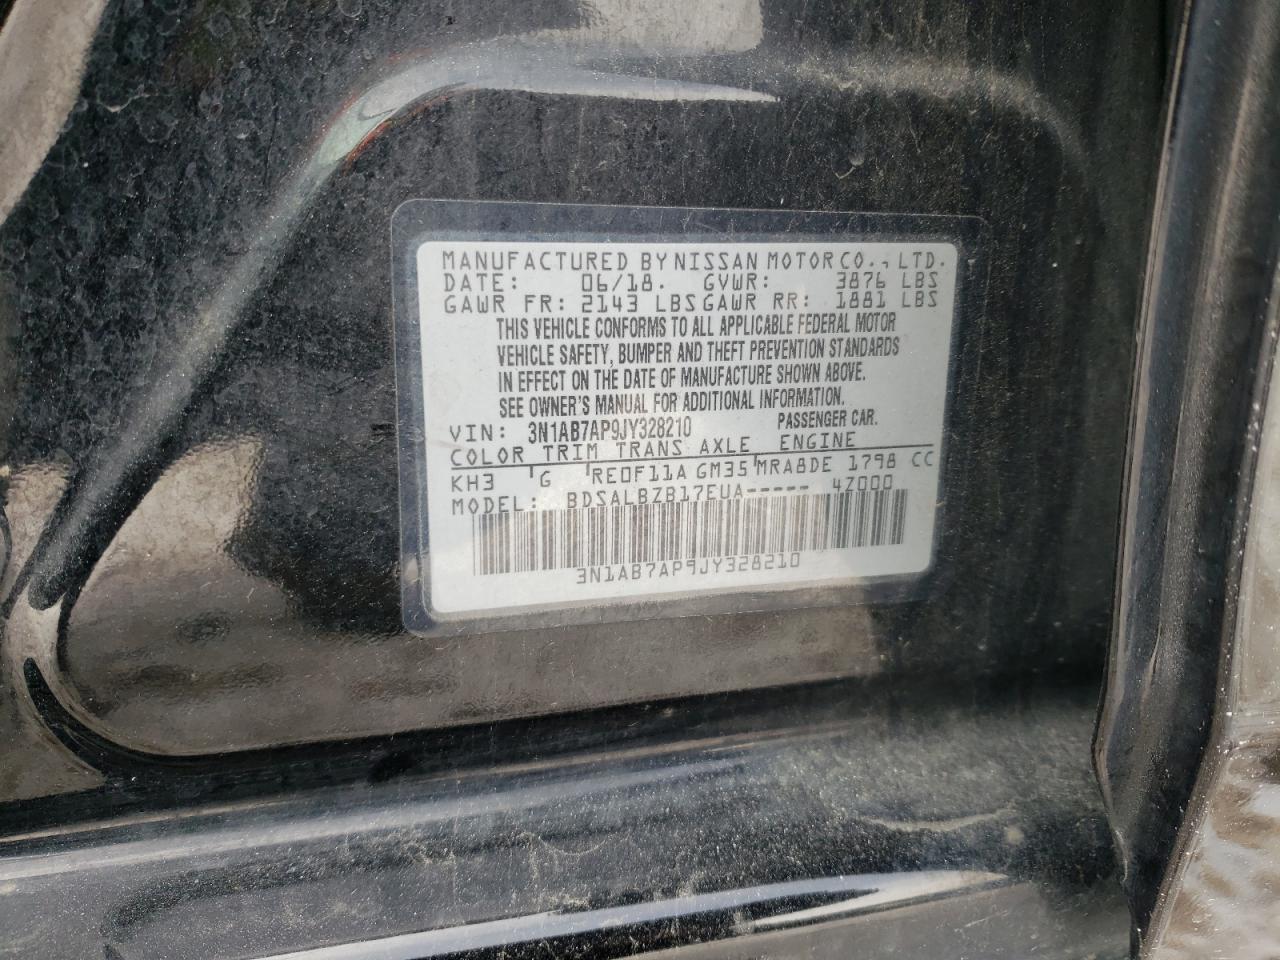 MANUFACTURED BY NISSAN MOTOR CO., LTD.
DATE: 06/18. GVWR: 3876 LBS
GAWR FR: 2143 LBS GAWR RR: 1881 LBS
THIS VEHICLE CONFORMS TO ALL APPLICABLE FEDERAL MOTOR
VEHICLE SAFETY, BUMPER AND THEFT PREVENTION STANDARDS
IN EFFECT ON THE DATE OF MANUFACTURE SHOWN ABOVE.
SEE OWNER'S MANUAL FOR ADDITIONAL INFORMATION.
VIN: 3N1AB7AP9JY328210 PASSENGER CAR.
COLOR TRIM TRANS AXLE ENGINE
KH3 G RE0F11A GM35 MRA8DE 1798 CC
MODEL: BDSALBZB17EUA----- 4Z000
3N1AB7AP9JY328210